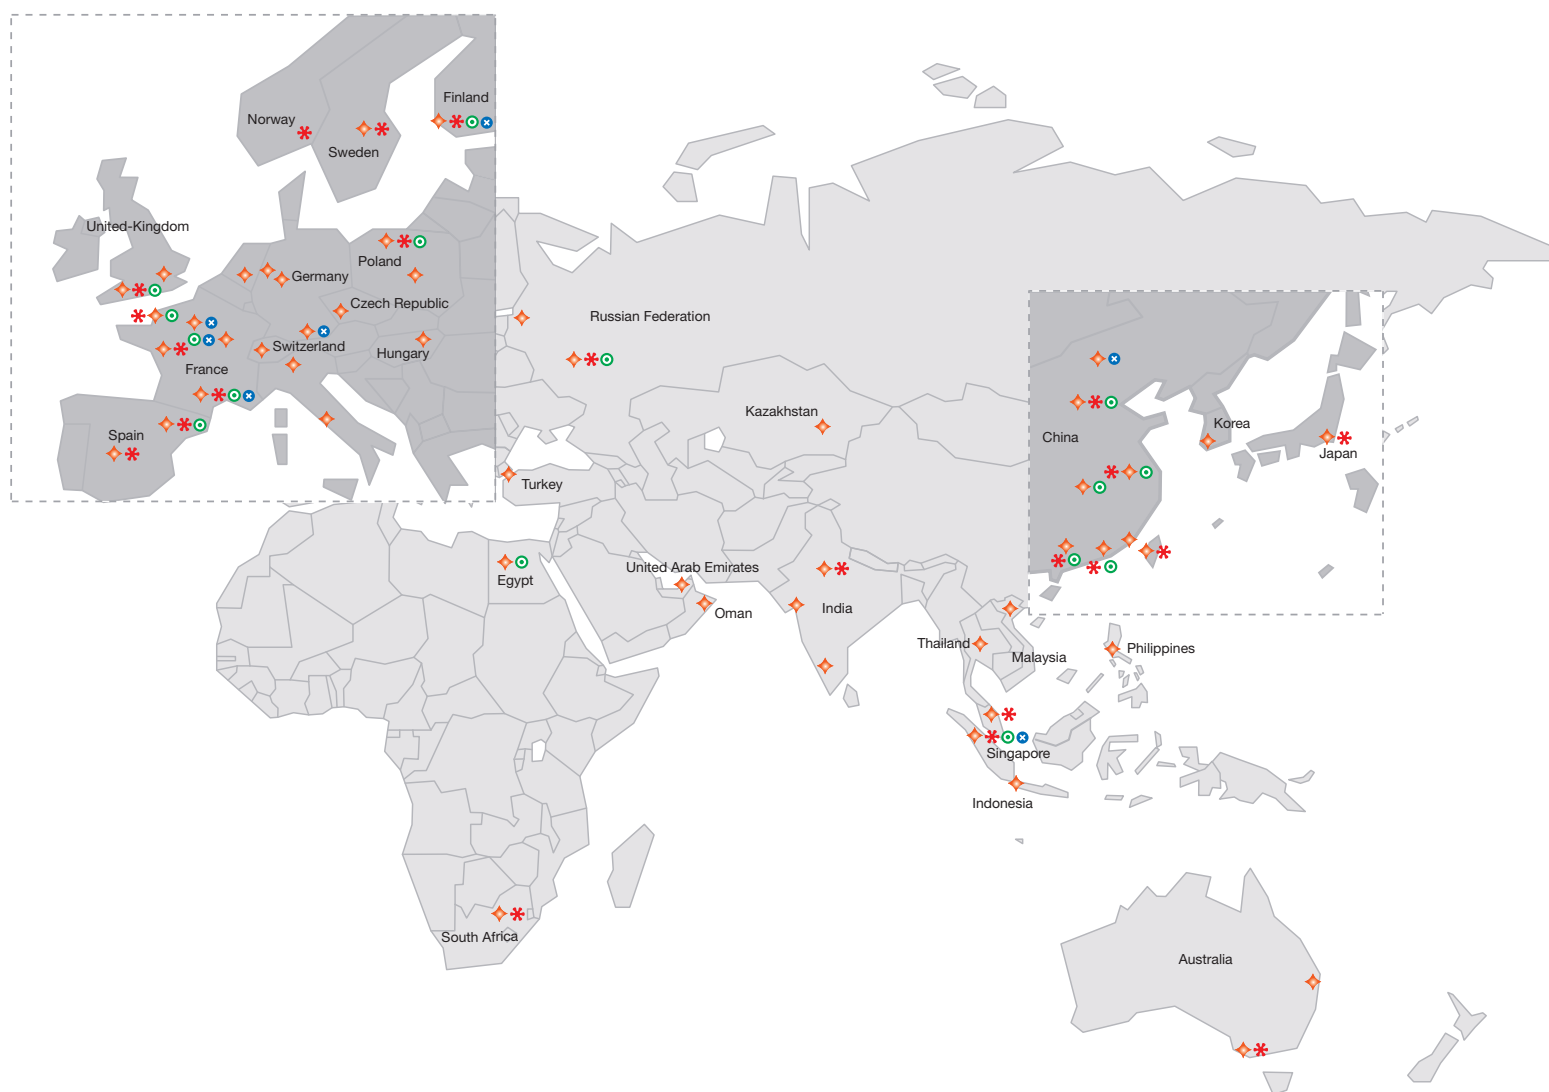 Finland
Norway
Sweden
United-Kingdom
Poland
Germany
Czech Republic
Switzerland
Hungary
France
Spain
Russian Federation
Kazakhstan
Turkey
China
Korea
Japan
Egypt
United Arab Emirates
Oman
India
Thailand
Malaysia
Philippines
Singapore
Indonesia
South Africa
Australia